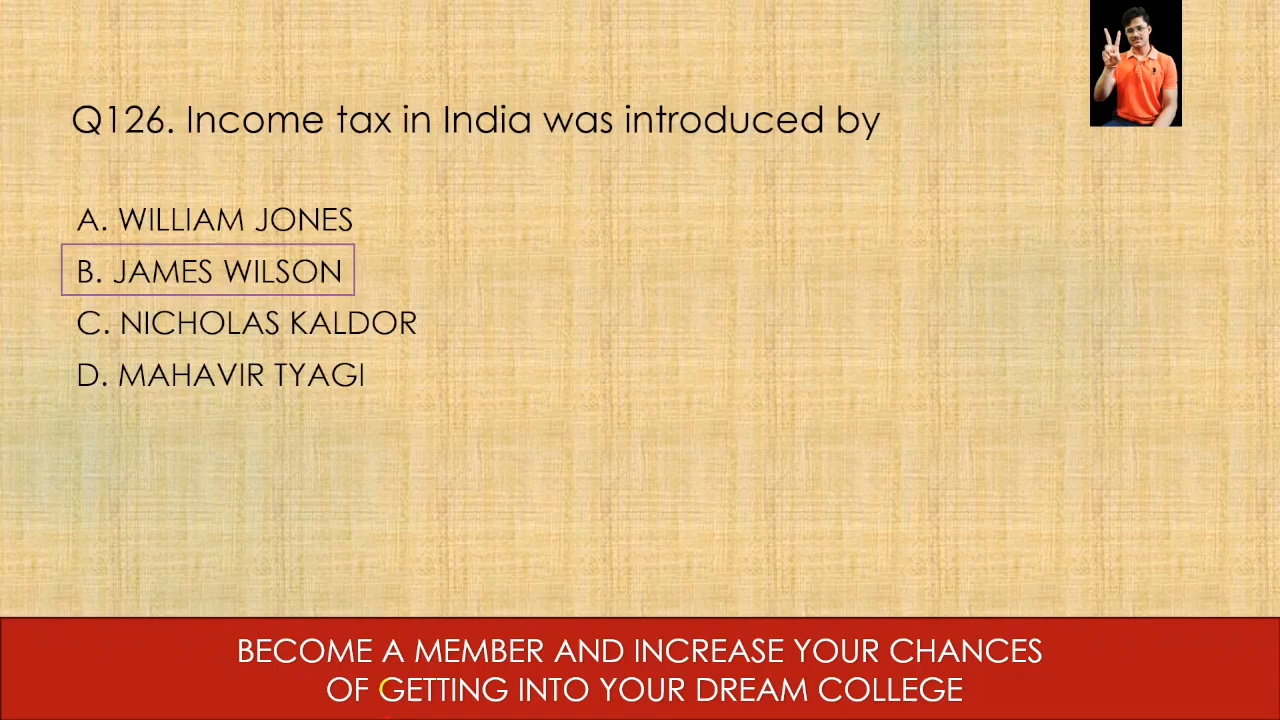 Q126. Income tax in India was introduced by
A. WILLIAM JONES
B. JAMES WILSON
C. NICHOLAS KALDOR
D. MAHAVIR TYAGI
BECOME A MEMBER AND INCREASE YOUR CHANCES
OF GETTING INTO YOUR DREAM COLLEGE